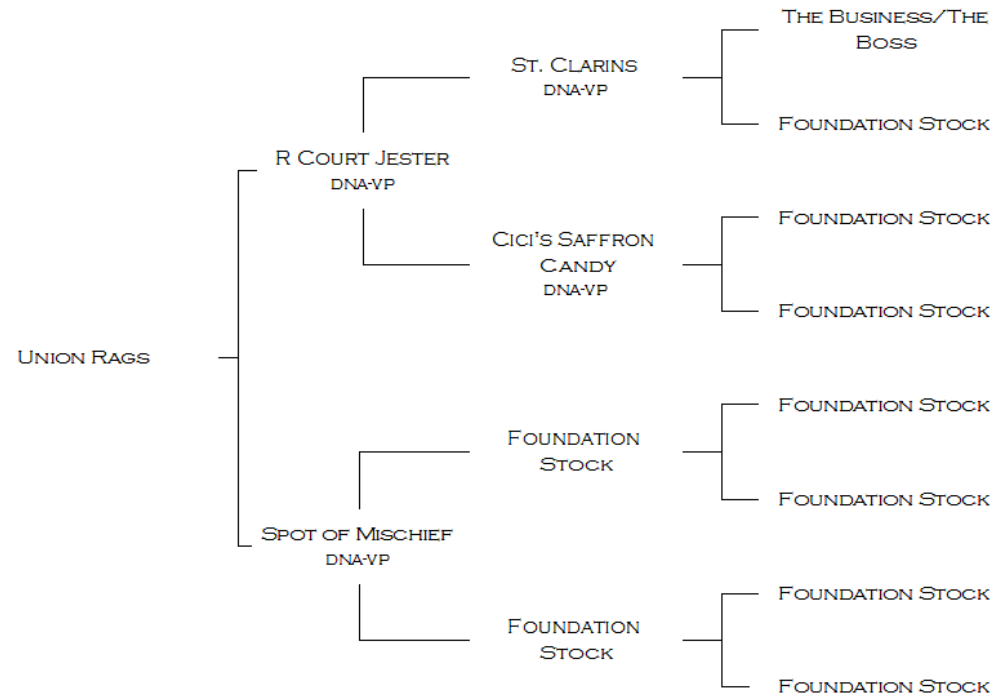 The Business/The
Boss
St. Clarins
DNA-VP
Foundation Stock
R Court Jester
DNA-VP
Foundation Stock
Cici's Saffron
Candy
DNA-VP
Foundation Stock
Union Rags
Foundation Stock
Foundation
Stock
Foundation Stock
Spot of Mischief
DNA-VP
Foundation Stock
Foundation
Stock
Foundation Stock